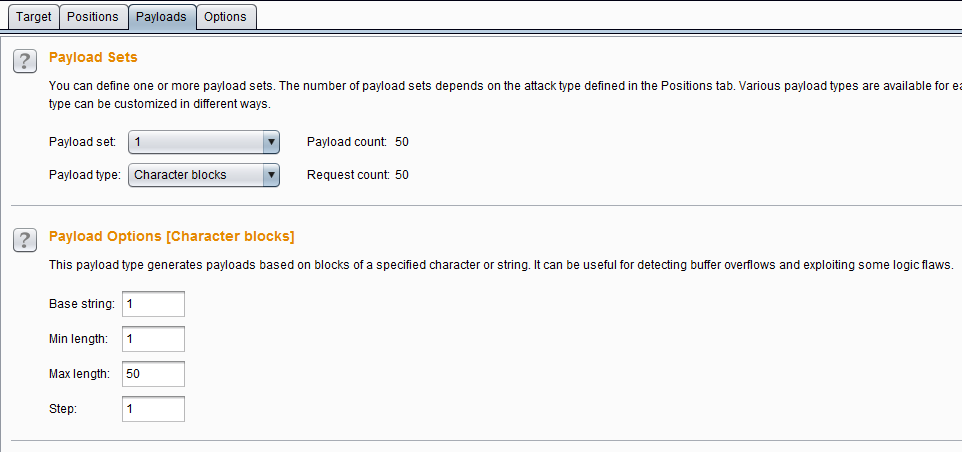 Target Positions Payloads Options
? Payload Sets
You can define one or more payload sets. The number of payload sets depends on the attack type defined in the Positions tab. Various payload types are available for
type can be customized in different ways.
Payload set: 1 Payload count: 50
Payload type: Character blocks Request count: 50
? Payload Options [Character blocks]
This payload type generates payloads based on blocks of a specified character or string. It can be useful for detecting buffer overflows and exploiting some logic flaws.
Base string: 1
Min length: 1
Max length: 50
Step: 1